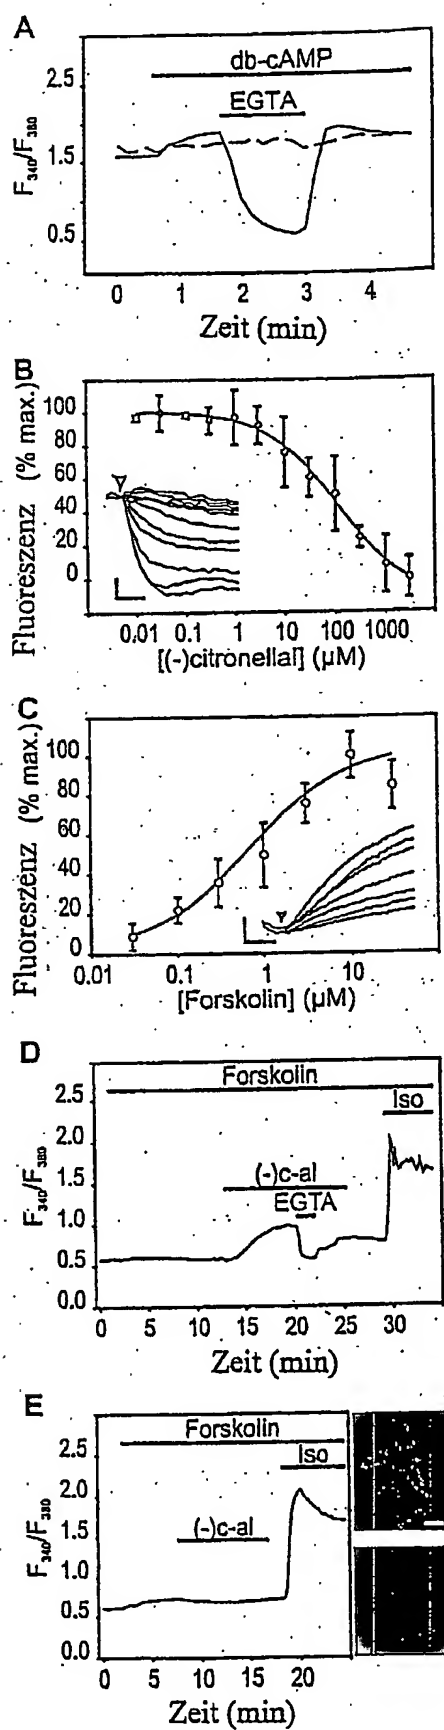 A
db-cAMP
EGTA
2.5
1.5
0.5
F340/F380
0 1 2 3 4
Zeit (min)
B
Fluoreszenz (% max.)
100
80
60
40
20
0
0.01 0.1 1 10 100 1000
[(-)citronellal] (µM)
C
Fluoreszenz (% max.)
100
80
60
40
20
0
0.01 0.1 1 10
[Forskolin] (µM)
D
Forskolin
Iso
(-)c-al
EGTA
F340/F380
2.5
2.0
1.5
1.0
0.5
0.0
0 5 10 15 20 25 30
Zeit (min)
E
Forskolin
Iso
(-)c-al
F340/F380
2.5
2.0
1.5
1.0
0.5
0.0
0 5 10 15 20
Zeit (min)